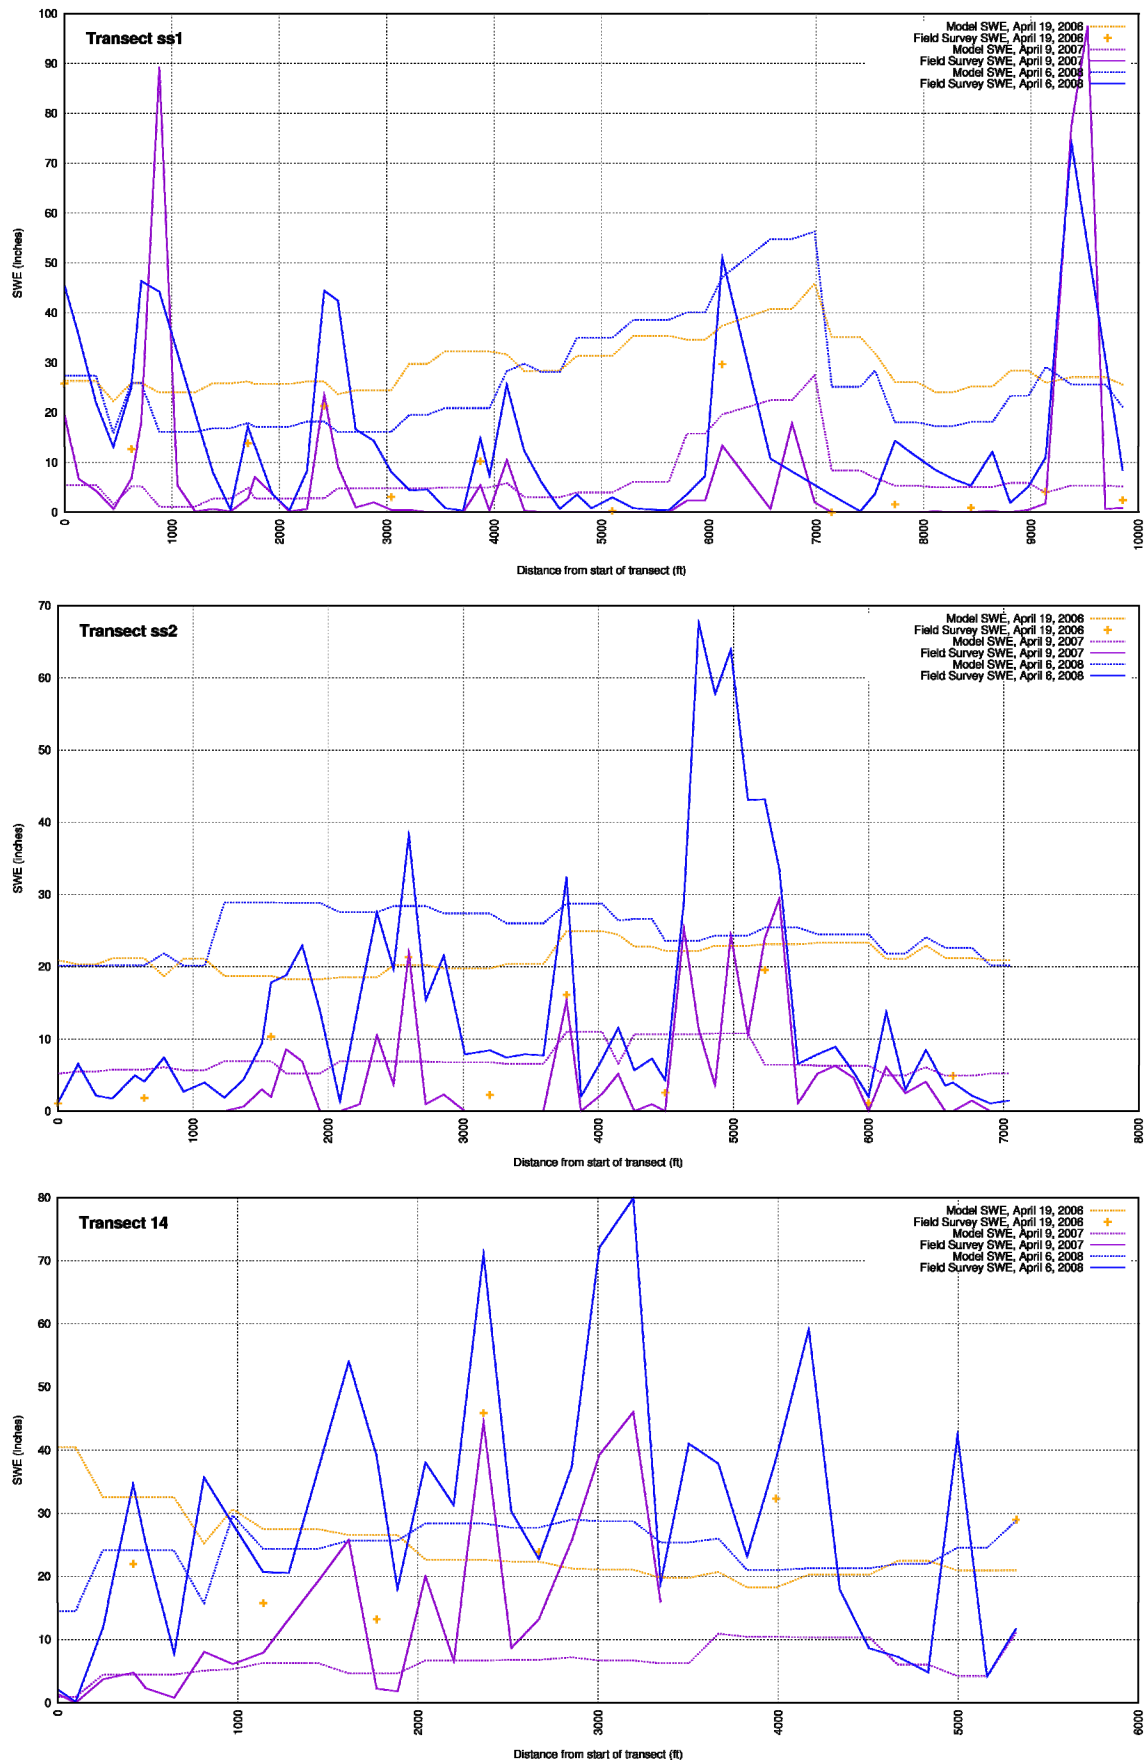 Transect ss1
Model SWE, April 19, 2006
Field Survey SWE, April 19, 2006
Model SWE, April 9, 2007
Field Survey SWE, April 9, 2007
Model SWE, April 6, 2008
Field Survey SWE, April 6, 2008
100
90
80
70
60
50
40
30
20
10
0
SWE (inches)
0
1000
2000
3000
4000
5000
6000
7000
8000
9000
10000
Distance from start of transect (ft)
Transect ss2
Model SWE, April 19, 2006
Field Survey SWE, April 19, 2006
Model SWE, April 9, 2007
Field Survey SWE, April 9, 2007
Model SWE, April 6, 2008
Field Survey SWE, April 6, 2008
70
60
50
40
30
20
10
0
SWE (inches)
0
1000
2000
3000
4000
5000
6000
7000
8000
Distance from start of transect (ft)
Transect 14
Model SWE, April 19, 2006
Field Survey SWE, April 19, 2006
Model SWE, April 9, 2007
Field Survey SWE, April 9, 2007
Model SWE, April 6, 2008
Field Survey SWE, April 6, 2008
80
70
60
50
40
30
20
10
0
SWE (inches)
0
1000
2000
3000
4000
5000
6000
Distance from start of transect (ft)